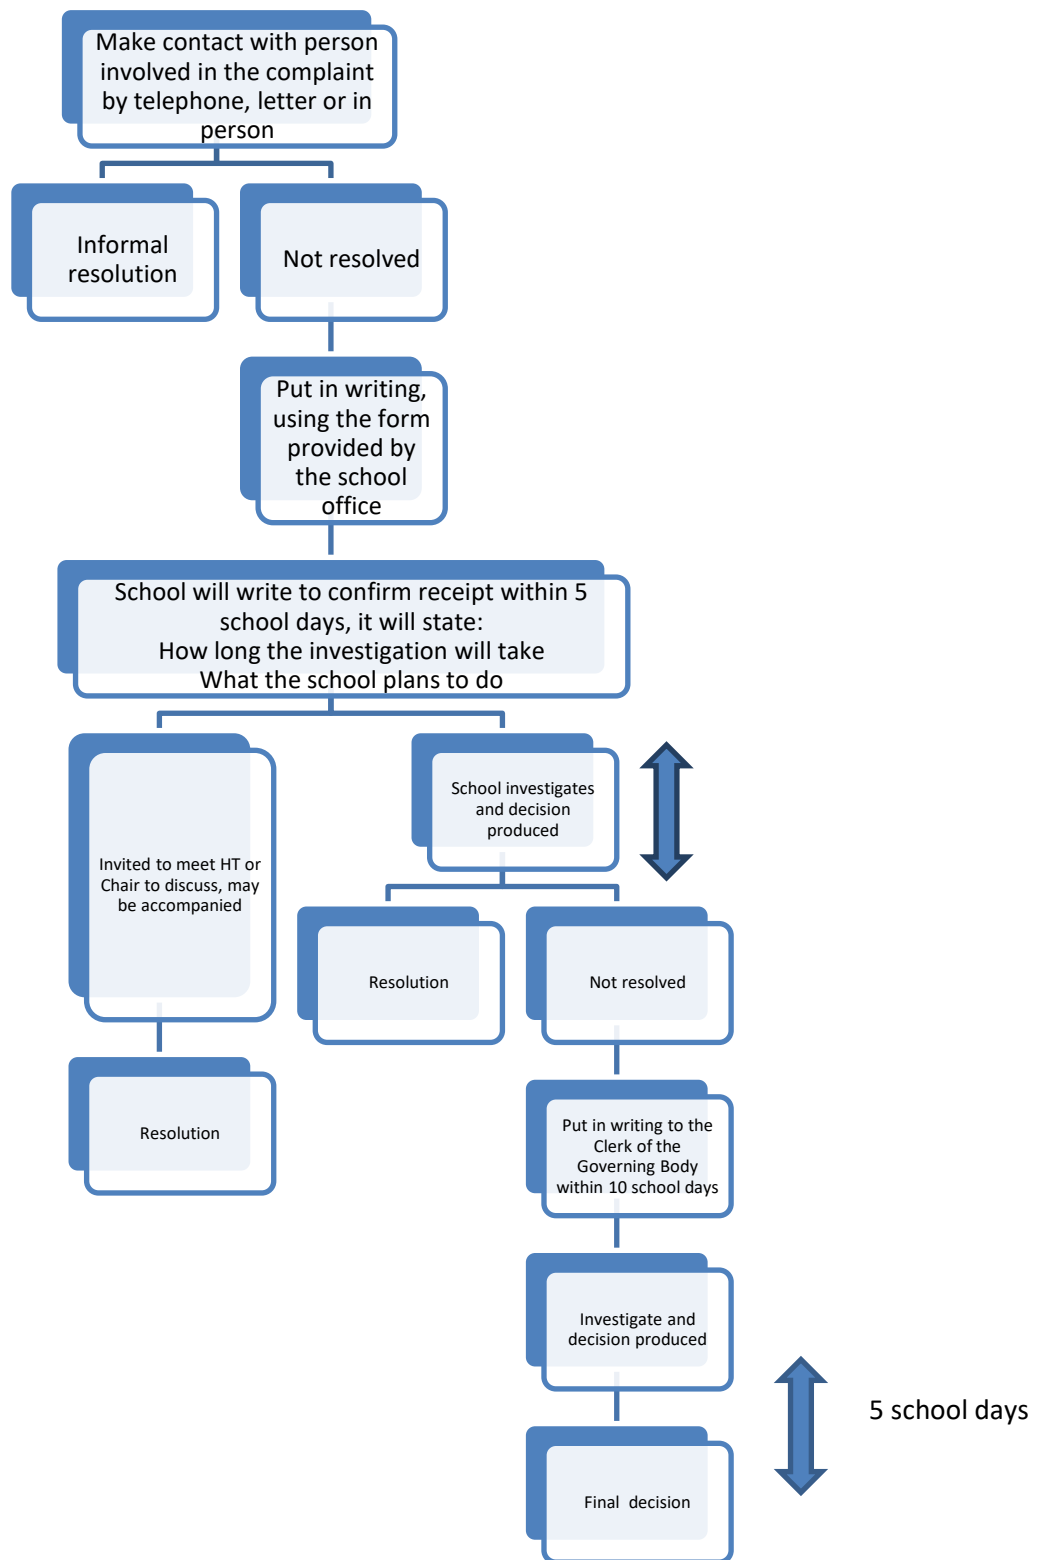 Make contact with person
involved in the complaint
by telephone, letter or in
person
Informal
resolution
Not resolved
Put in writing,
using the form
provided by
the school
office
School will write to confirm receipt within 5
school days, it will state:
How long the investigation will take
What the school plans to do
Invited to meet HT or
Chair to discuss, may
be accompanied
School investigates
and decision
produced
Resolution
Not resolved
Resolution
Put in writing to the
Clerk of the
Governing Body
within 10 school days
Investigate and
decision produced
5 school days
Final decision